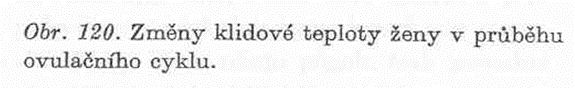 Obr. 120. Změny klidové teploty ženy v průběhu
ovulačního cyklu.